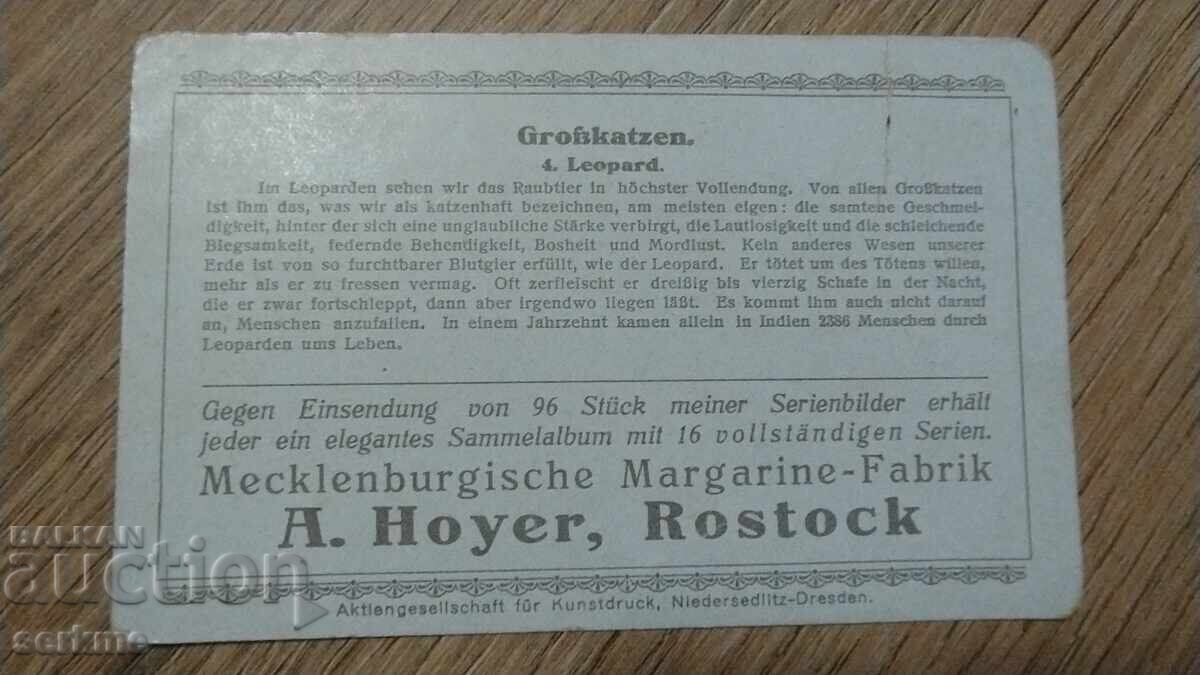 Großkatzen.
4. Leopard.
Im Leoparden sehen wir das Raubtier in höchster Vollendung. Von allen Großkatzen
ist ihm das, was wir als katzenhaft bezeichnen, am meisten eigen: die samtene Geschmei-
digkeit, hinter der sich eine unglaubliche Stärke verbirgt, die Lautlosigkeit und die schleichende
Biegsamkeit, federnde Behendigkeit, Bosheit und Mordlust. Kein anderes Wesen unserer
Erde ist von so furchtbarer Blutgier erfüllt, wie der Leopard. Er tötet um des Tötens willen,
mehr als er zu fressen vermag. Oft zerfleischt er dreißig bis vierzig Schafe in der Nacht,
die er zwar fortschleppt, dann aber irgendwo liegen läßt. Es kommt ihm auch nicht darauf
an, Menschen anzufallen. In einem Jahrzehnt kamen allein in Indien 2386 Menschen durch
Leoparden ums Leben.
Gegen Einsendung von 96 Stück meiner Serienbilder erhält
jeder ein elegantes Sammelalbum mit 16 vollständigen Serien.
Mecklenburgische Margarine-Fabrik
A. Hoyer, Rostock
Aktiengesellschaft für Kunstdruck, Niedersedlitz-Dresden.
BALKAN
auction
serkme